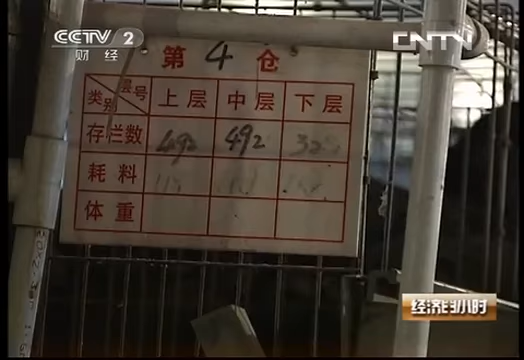 CCTV 2
财经
CNTV
第 4 仓
层号
类别 上层 中层 下层
存栏数 492 492
耗料
体重
经济半小时